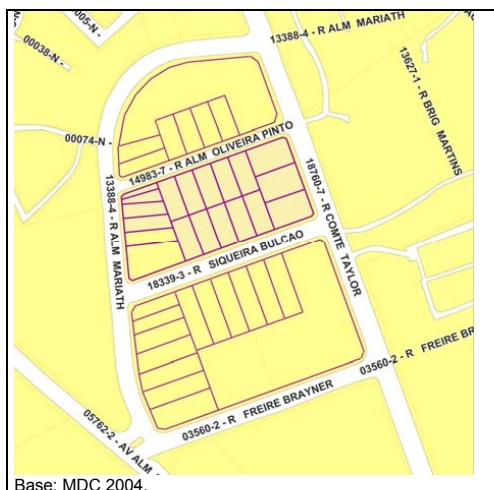 13388-4 - R ALM MARIATH
00005-N -
00038-N -
13627-1 - R BRIG MARTINS
00074-N -
14983-7 - R ALM OLIVEIRA PINTO
13388-4 - R ALM MARIATH
18760-7 - R COMTE TAYLOR
18339-3 - R SIQUEIRA BULCAO
03560-2 - R FREIRE BR
03560-2 - R FREIRE BRAYNER
05762-2 - AV ALM
Base: MDC 2004.